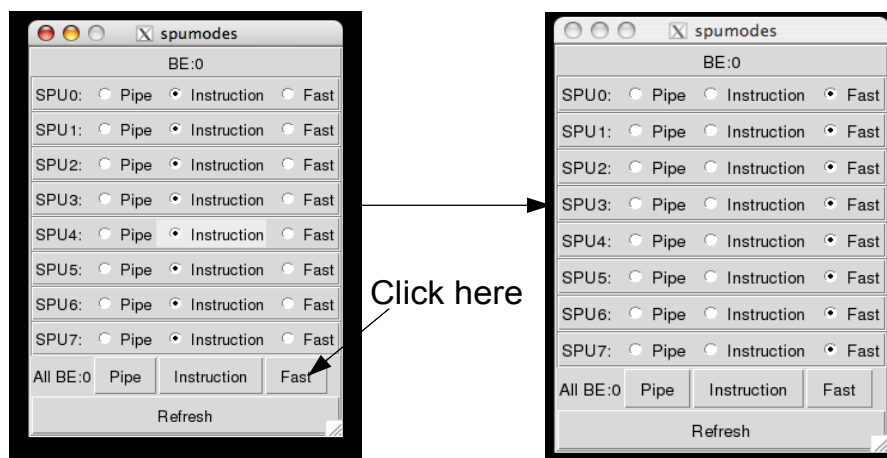 spumodes
BE:0
SPU0: Pipe Instruction Fast
SPU1: Pipe Instruction Fast
SPU2: Pipe Instruction Fast
SPU3: Pipe Instruction Fast
SPU4: Pipe Instruction Fast
SPU5: Pipe Instruction Fast
SPU6: Pipe Instruction Fast
SPU7: Pipe Instruction Fast
All BE:0 Pipe Instruction Fast
Refresh
Click here
spumodes
BE:0
SPU0: Pipe Instruction Fast
SPU1: Pipe Instruction Fast
SPU2: Pipe Instruction Fast
SPU3: Pipe Instruction Fast
SPU4: Pipe Instruction Fast
SPU5: Pipe Instruction Fast
SPU6: Pipe Instruction Fast
SPU7: Pipe Instruction Fast
All BE:0 Pipe Instruction Fast
Refresh